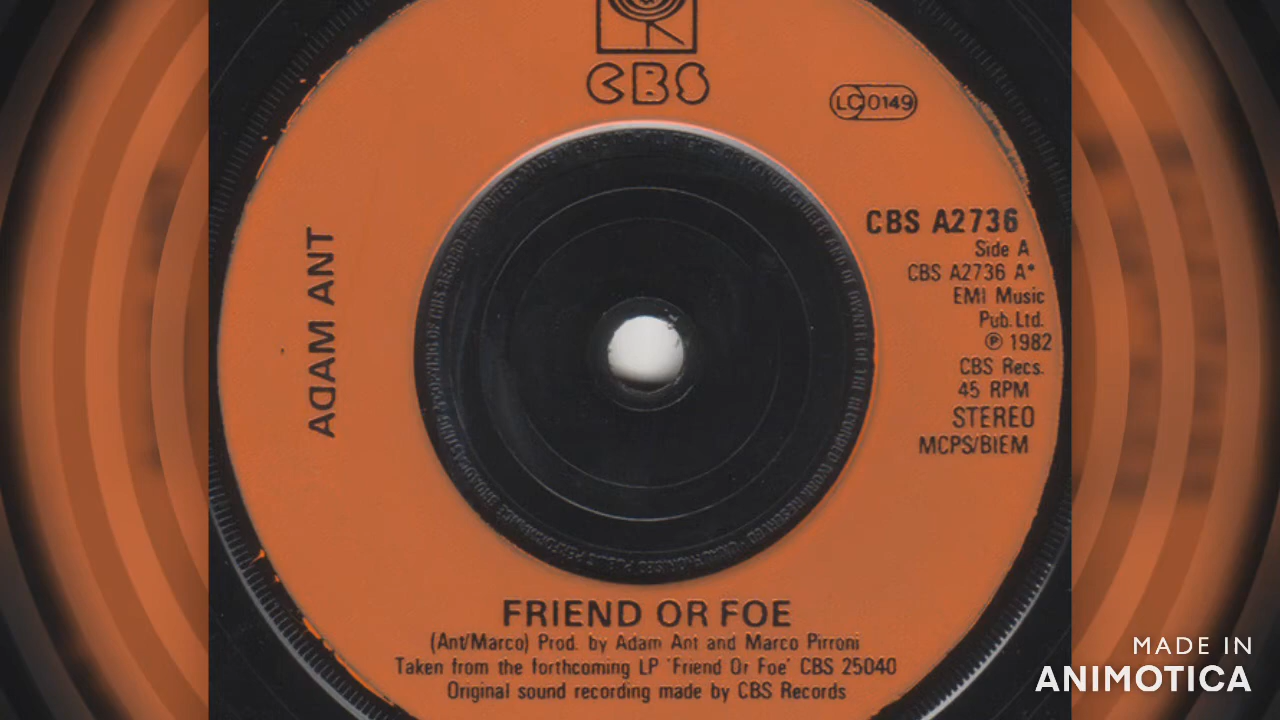 CBS
LC 0149
CBS A2736
Side A
CBS A2736 A*
EMI Music
Pub.Ltd.
℗ 1982
CBS Recs.
45 RPM
STEREO
MCPS/BIEM
ADAM ANT
FRIEND OR FOE
(Ant/Marco) Prod. by Adam Ant and Marco Pirroni
Taken from the forthcoming LP 'Friend Or Foe' CBS 25040
Original sound recording made by CBS Records
MADE IN
ANIMOTICA